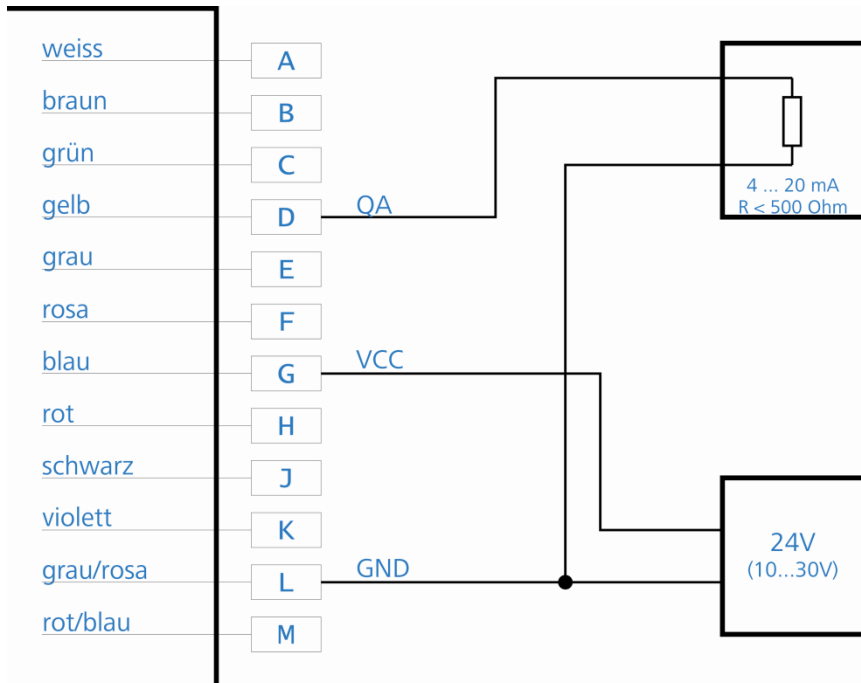 weiss A
braun B
grün C
gelb D QA
4 ... 20 mA
R < 500 Ohm
grau E
rosa F
blau G VCC
rot H
schwarz J
violett K
24V
(10...30V)
grau/rosa L GND
rot/blau M